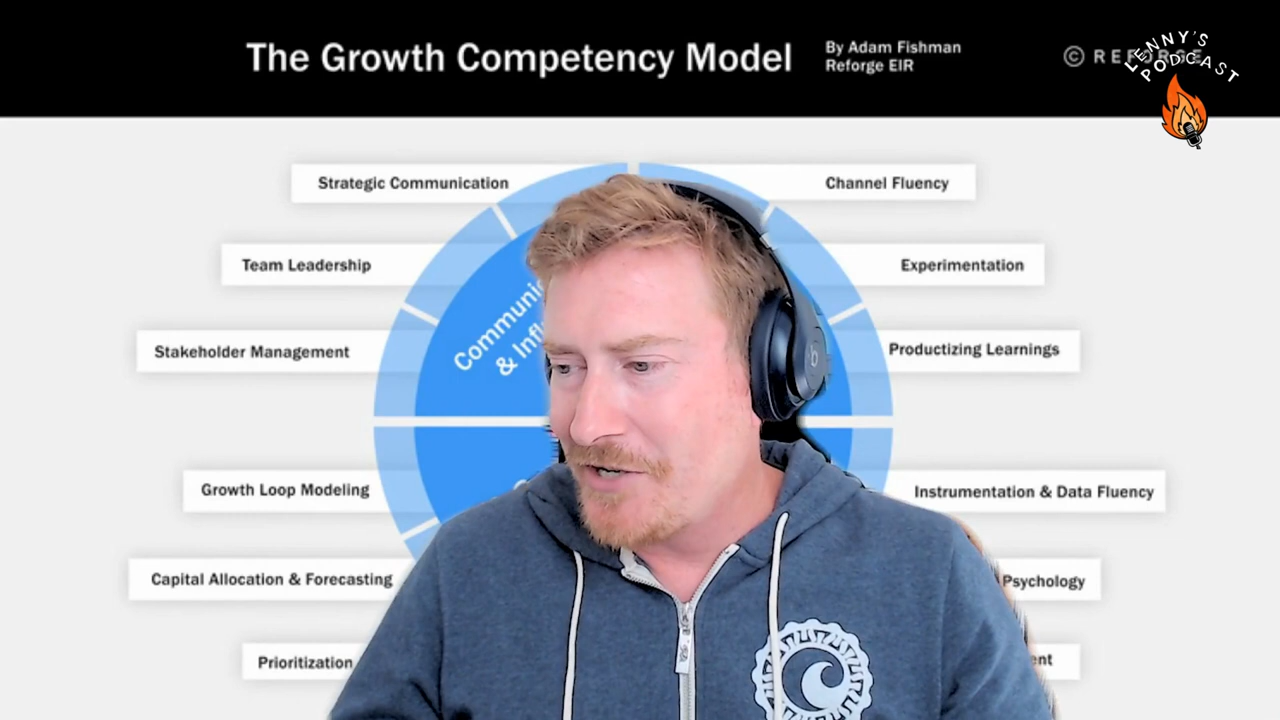 The Growth Competency Model
By Adam Fishman
Reforge EIR
LENNY'S
PODCAST
Strategic Communication
Channel Fluency
Team Leadership
Experimentation
Stakeholder Management
Productizing Learnings
Growth Loop Modeling
Instrumentation & Data Fluency
Capital Allocation & Forecasting
Psychology
Prioritization